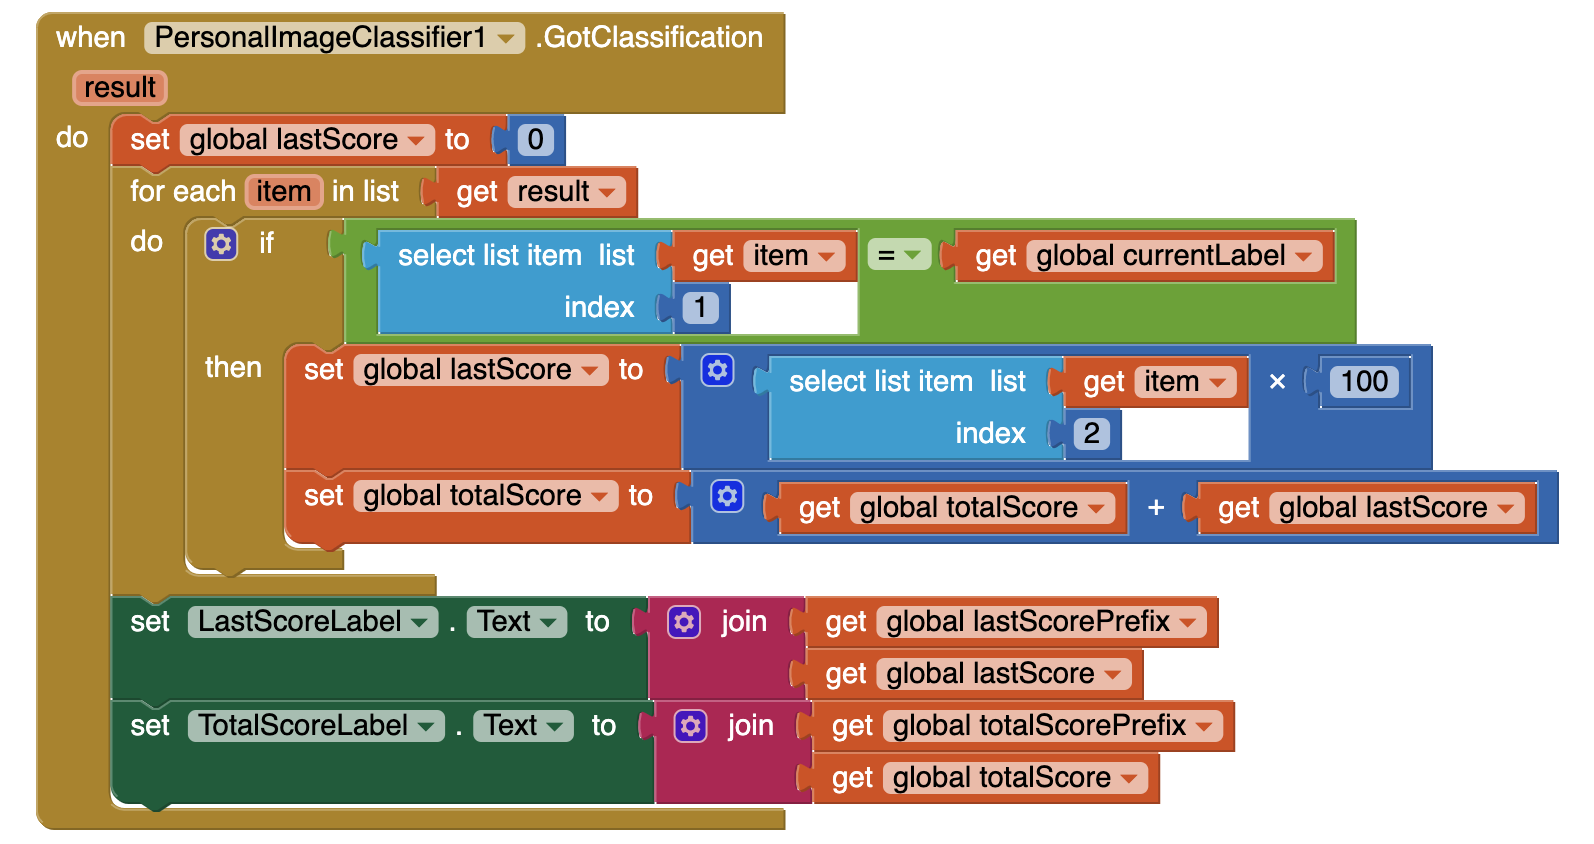 when PersonalImageClassifier1 .GotClassification
result
do set global lastScore to 0
for each item in list get result
do if select list item list get item = get global currentLabel
index 1
then set global lastScore to select list item list get item × 100
index 2
set global totalScore to get global totalScore + get global lastScore
set LastScoreLabel . Text to join get global lastScorePrefix
get global lastScore
set TotalScoreLabel . Text to join get global totalScorePrefix
get global totalScore